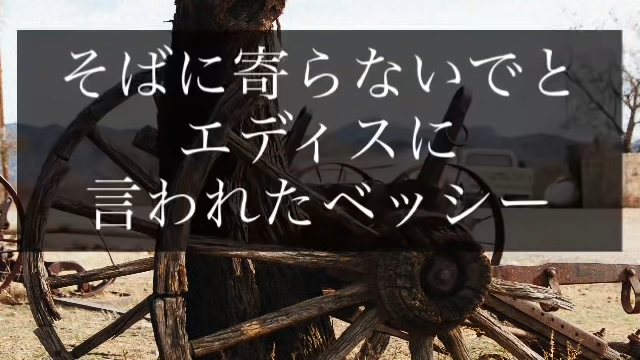 そばに寄らないでと
エディスに
言われたベッシー